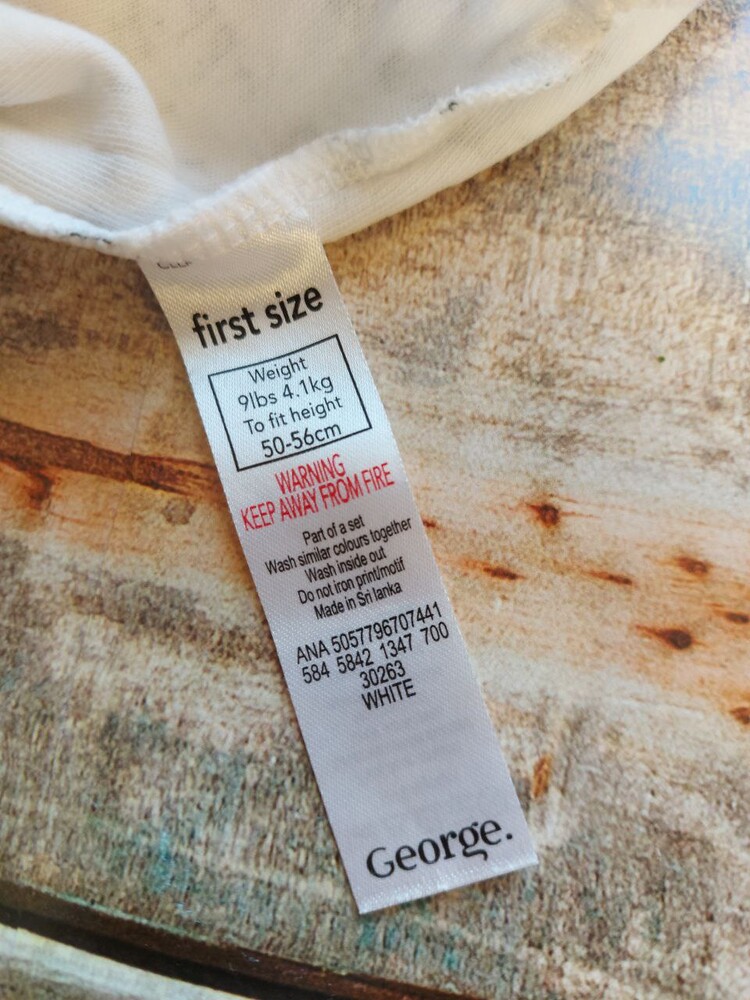 first size
Weight
9lbs 4.1kg
To fit height
50-56cm
WARNING
KEEP AWAY FROM FIRE
Part of a set
Wash similar colours together
Wash inside out
Do not iron print/motif
Made in Sri lanka
ANA 5057796707441
584 5842 1347 700
30263
WHITE
George.